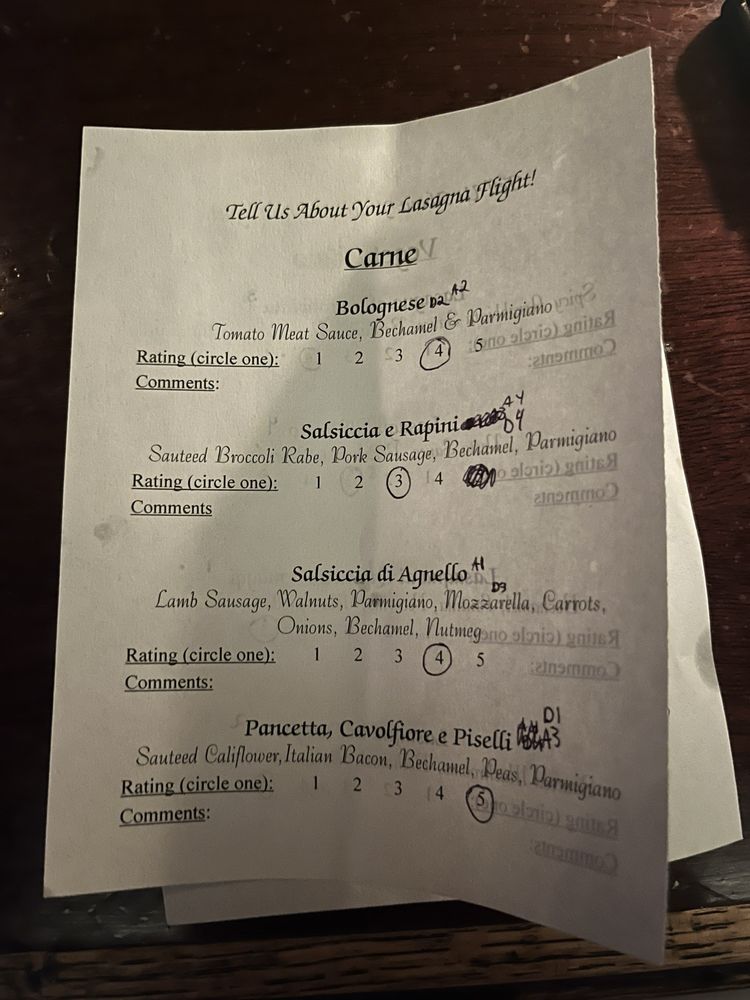 Tell Us About Your Lasagna Flight!
Carne
Bolognese D2 A2
Tomato Meat Sauce, Bechamel & Parmigiano
Rating (circle one): 1 2 3 4 5
Comments:
Salsiccia e Rapini A4 D4
Sauteed Broccoli Rabe, Pork Sausage, Bechamel, Parmigiano
Rating (circle one): 1 2 3 4
Comments
Salsiccia di Agnello A1 D3
Lamb Sausage, Walnuts, Parmigiano, Mozzarella, Carrots,
Onions, Bechamel, Nutmeg
Rating (circle one): 1 2 3 4 5
Comments:
Pancetta, Cavolfiore e Piselli D1 A3
Sauteed Califlower, Italian Bacon, Bechamel, Peas, Parmigiano
Rating (circle one): 1 2 3 4 5
Comments: